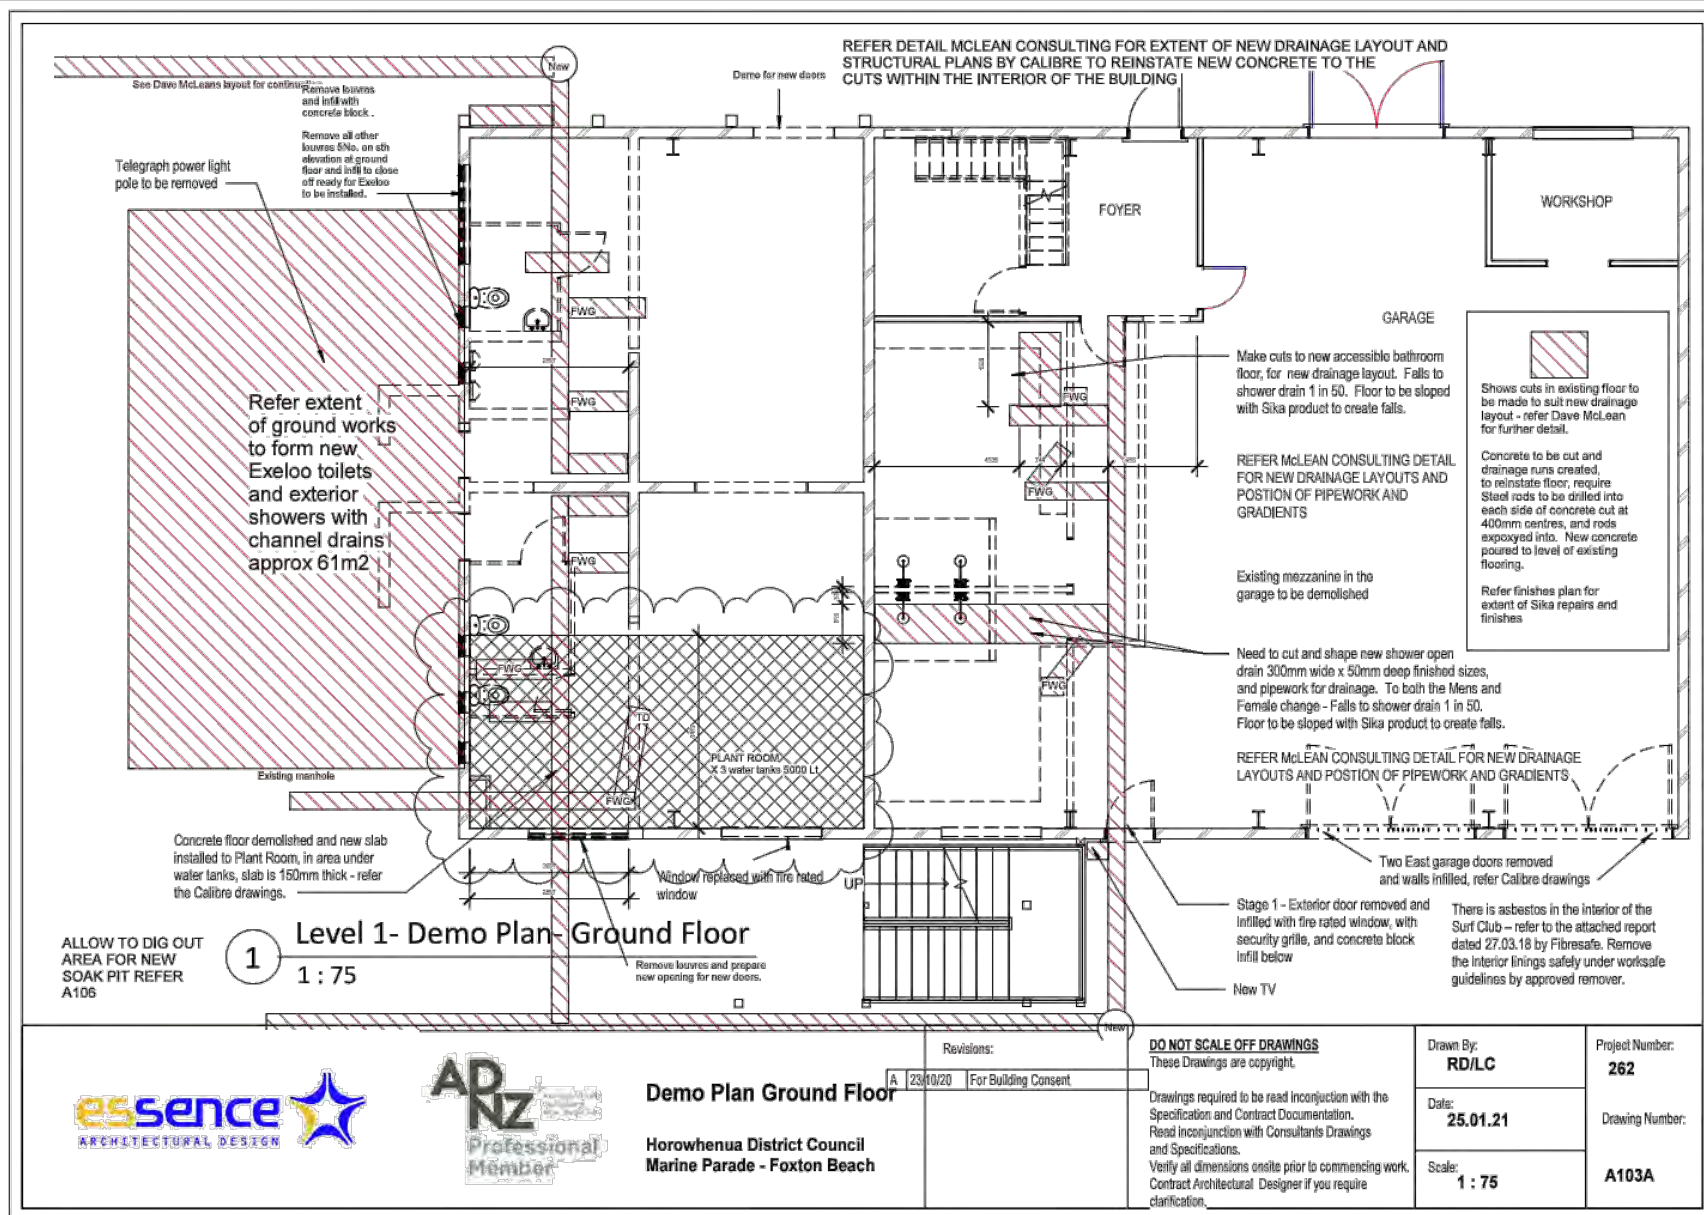 REFER DETAIL MCLEAN CONSULTING FOR EXTENT OF NEW DRAINAGE LAYOUT AND
STRUCTURAL PLANS BY CALIBRE TO REINSTATE NEW CONCRETE TO THE
CUTS WITHIN THE INTERIOR OF THE BUILDING
New
Demo for new doors
See Dave McLeans layout for
Remove louvres
and infill with
concrete block .
Remove all other
louvres 5No. on sth
elevation at ground
floor and infill to close
off ready for Exeloo
to be installed.
Telegraph power light
pole to be removed
Refer extent
of ground works
to form new
Exeloo toilets
and exterior
showers with
channel drains
approx 61m2
FOYER
WORKSHOP
GARAGE
FWG
FWG
FWG
FWG
FWG
FWG
FWG
FWG
FWG
TD
PLANT ROOM
X 3 water tanks 5000 Lt
Make cuts to new accessible bathroom
floor, for new drainage layout. Falls to
shower drain 1 in 50. Floor to be sloped
with Sika product to create falls.
REFER McLEAN CONSULTING DETAIL
FOR NEW DRAINAGE LAYOUTS AND
POSTION OF PIPEWORK AND
GRADIENTS
Existing mezzanine in the
garage to be demolished
Need to cut and shape new shower open
drain 300mm wide x 50mm deep finished sizes,
and pipework for drainage. To both the Mens and
Female change - Falls to shower drain 1 in 50.
Floor to be sloped with Sika product to create falls.
REFER McLEAN CONSULTING DETAIL FOR NEW DRAINAGE
LAYOUTS AND POSTION OF PIPEWORK AND GRADIENTS
Shows cuts in existing floor to
be made to suit new drainage
layout - refer Dave McLean
for further detail.
Concrete to be cut and
drainage runs created,
to reinstate floor, require
Steel rods to be drilled into
each side of concrete cut at
400mm centres, and rods
expoxyed into. New concrete
poured to level of existing
flooring.
Refer finishes plan for
extent of Sika repairs and
finishes
Existing manhole
Concrete floor demolished and new slab
installed to Plant Room, in area under
water tanks, slab is 150mm thick - refer
the Calibre drawings.
Window replaced with fire rated
window
UP
Two East garage doors removed
and walls infilled, refer Calibre drawings
Stage 1 - Exterior door removed and
infilled with fire rated window, with
security grille, and concrete block
infill below
New TV
There is asbestos in the interior of the
Surf Club – refer to the attached report
dated 27.03.18 by Fibresafe. Remove
the interior linings safely under worksafe
guidelines by approved remover.
ALLOW TO DIG OUT
AREA FOR NEW
SOAK PIT REFER
A106
1
Level 1- Demo Plan- Ground Floor
1 : 75
Remove louvres and prepare
new opening for new doors.
New
essence
ARCHITECTURAL DESIGN
ADNZ
Professional
Member
Demo Plan Ground Floor
Horowhenua District Council
Marine Parade - Foxton Beach
Revisions:
A 23/10/20 For Building Consent
DO NOT SCALE OFF DRAWINGS
These Drawings are copyright.
Drawings required to be read inconjuction with the
Specification and Contract Documentation.
Read inconjunction with Consultants Drawings
and Specifications.
Verify all dimensions onsite prior to commencing work.
Contract Architectural Designer if you require
clarification.
Drawn By:
RD/LC
Date:
25.01.21
Scale:
1 : 75
Project Number:
262
Drawing Number:
A103A